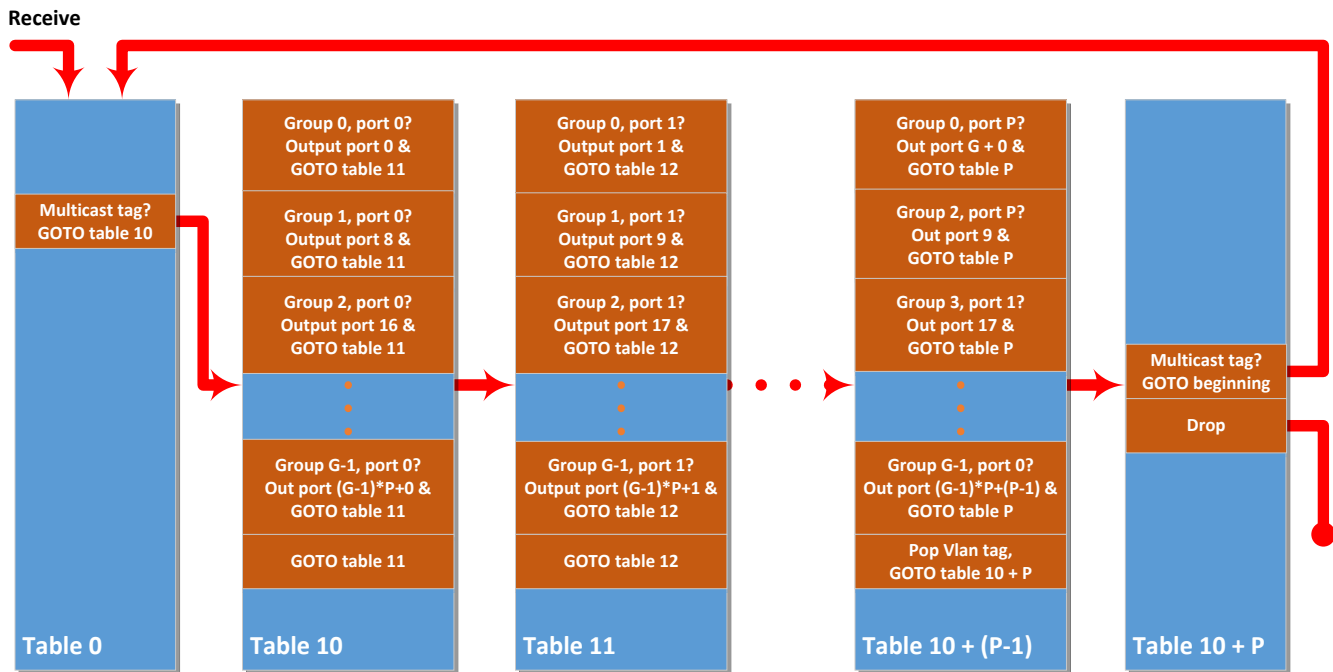 Receive
Multicast tag?
GOTO table 10
Table 0
Group 0, port 0?
Output port 0 &
GOTO table 11
Group 1, port 0?
Output port 8 &
GOTO table 11
Group 2, port 0?
Output port 16 &
GOTO table 11
Group G-1, port 0?
Out port (G-1)*P+0 &
GOTO table 11
GOTO table 11
Table 10
Group 0, port 1?
Output port 1 &
GOTO table 12
Group 1, port 1?
Output port 9 &
GOTO table 12
Group 2, port 1?
Output port 17 &
GOTO table 12
Group G-1, port 1?
Output port (G-1)*P+1 &
GOTO table 12
GOTO table 12
Table 11
Group 0, port P?
Out port G + 0 &
GOTO table P
Group 2, port P?
Out port 9 &
GOTO table P
Group 3, port 1?
Out port 17 &
GOTO table P
Group G-1, port 0?
Out port (G-1)*P+(P-1) &
GOTO table P
Pop Vlan tag,
GOTO table 10 + P
Table 10 + (P-1)
Multicast tag?
GOTO beginning
Drop
Table 10 + P